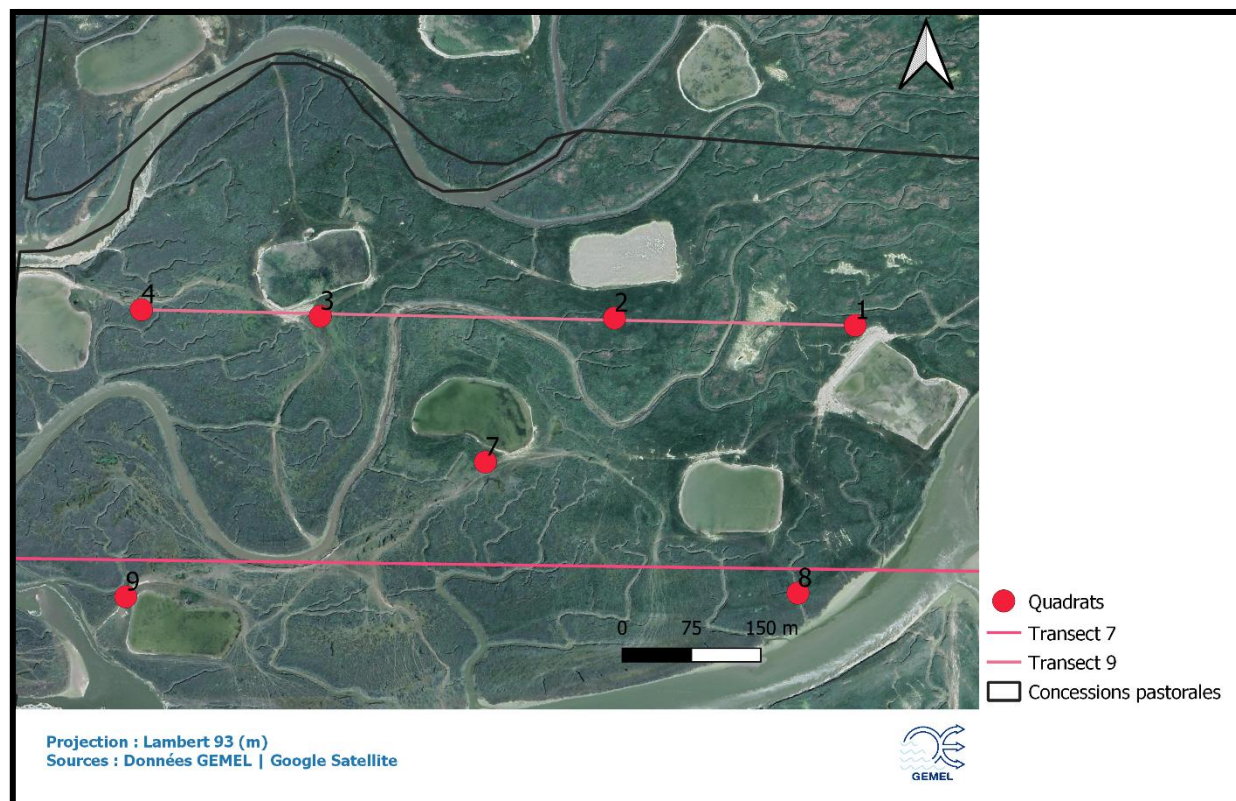 4
3
2
1
7
9
8
0 75 150 m
Quadrats
Transect 7
Transect 9
Concessions pastorales
Projection : Lambert 93 (m)
Sources : Données GEMEL | Google Satellite
GEMEL